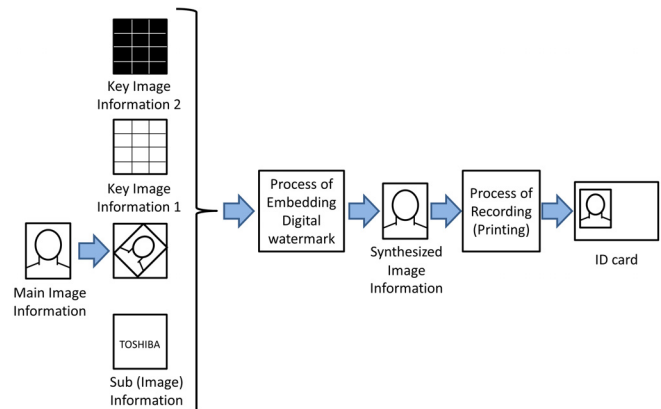 Key Image
Information 2
Key Image
Information 1
Main Image
Information
TOSHIBA
Sub (Image)
Information
Process of
Embedding
Digital
watermark
Synthesized
Image
Information
Process of
Recording
(Printing)
ID card